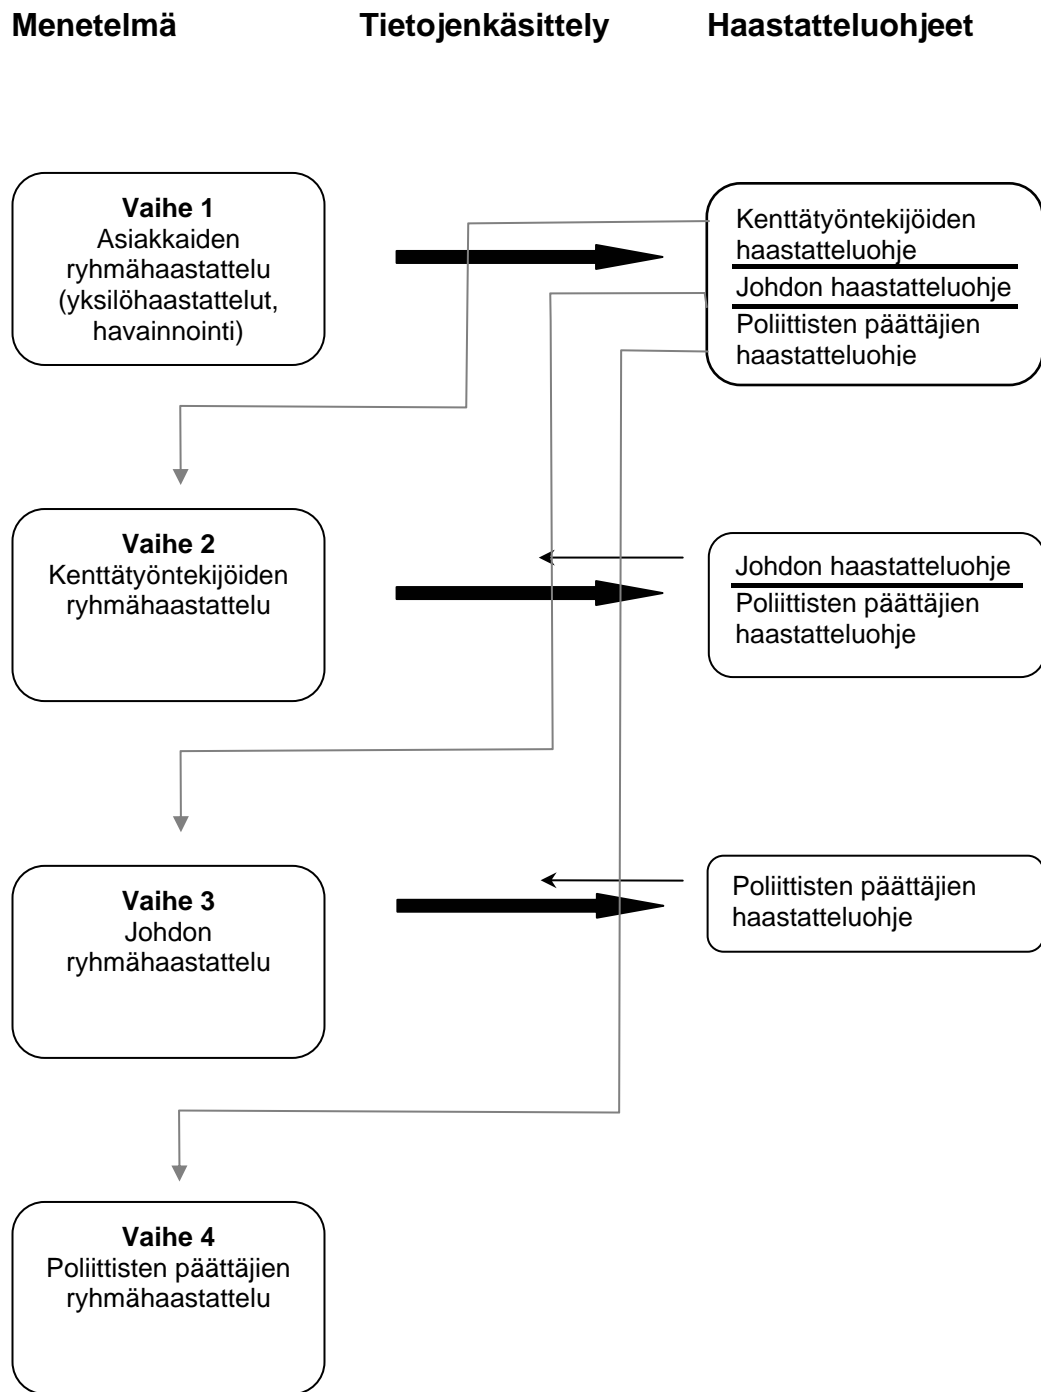 Menetelmä Tietojenkäsittely Haastatteluohjeet
Vaihe 1
Asiakkaiden
ryhmähaastattelu
(yksilöhaastattelut,
havainnointi)
Kenttätyöntekijöiden
haastatteluohje
Johdon haastatteluohje
Poliittisten päättäjien
haastatteluohje
Vaihe 2
Kenttätyöntekijöiden
ryhmähaastattelu
Johdon haastatteluohje
Poliittisten päättäjien
haastatteluohje
Vaihe 3
Johdon
ryhmähaastattelu
Poliittisten päättäjien
haastatteluohje
Vaihe 4
Poliittisten päättäjien
ryhmähaastattelu